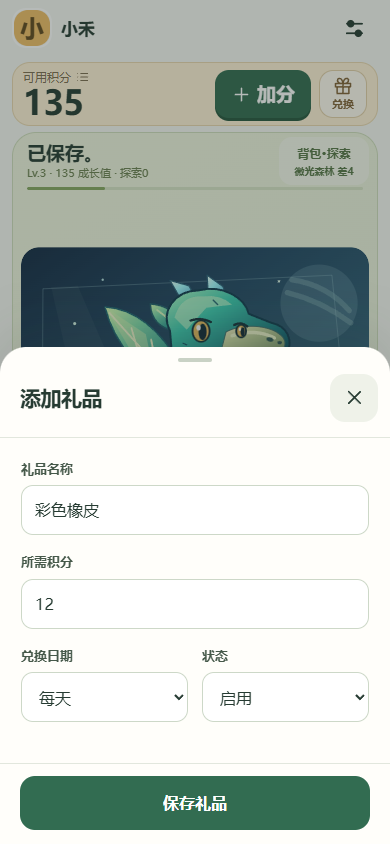 小 小禾
可用积分
135
加分
兑换
已保存。
Lv.3 · 135 成长值 · 探索0
背包•探索
微光森林 差4
添加礼品
礼品名称
彩色橡皮
所需积分
12
兑换日期 状态
每天 启用
保存礼品